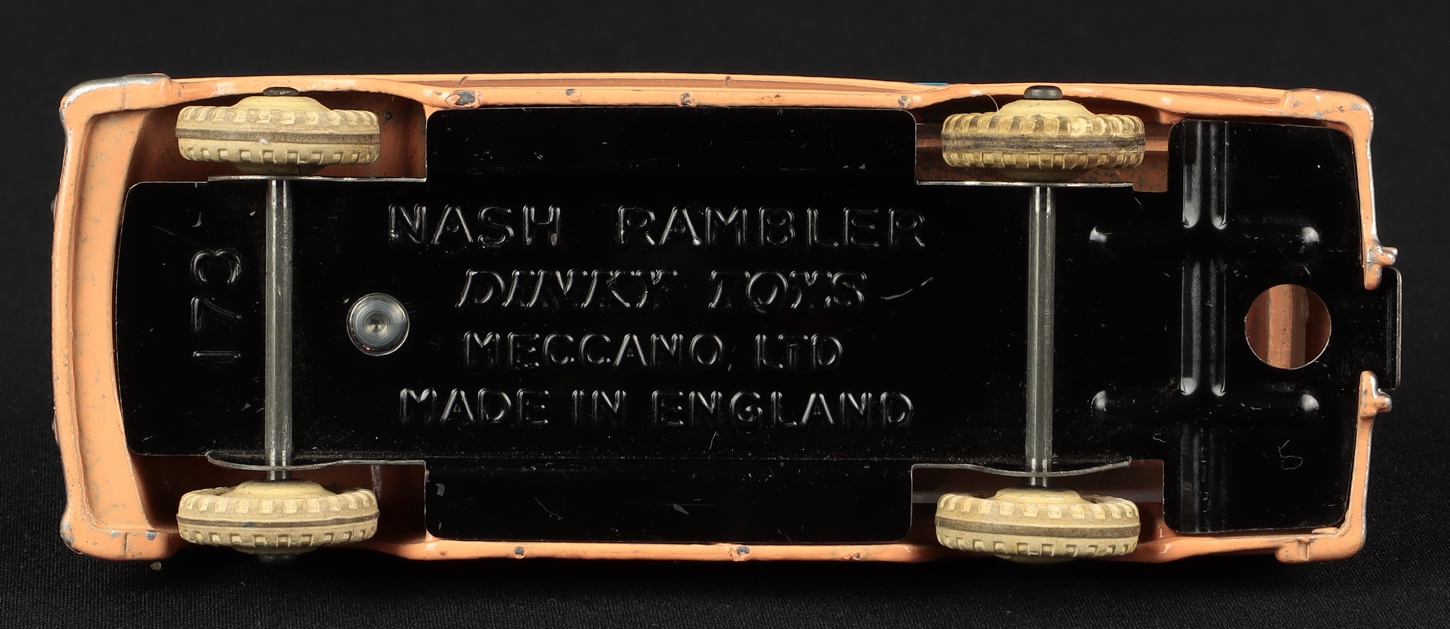 NASH RAMBLER
DINKY TOYS
MECCANO LTD
MADE IN ENGLAND
173